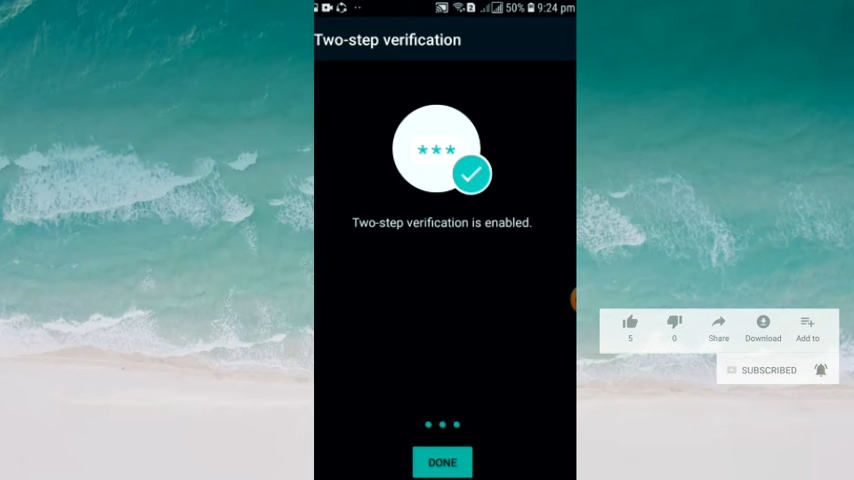 50% 9:24 pm
Two-step verification
***
Two-step verification is enabled.
5 0 Share Download Add to
SUBSCRIBED
DONE